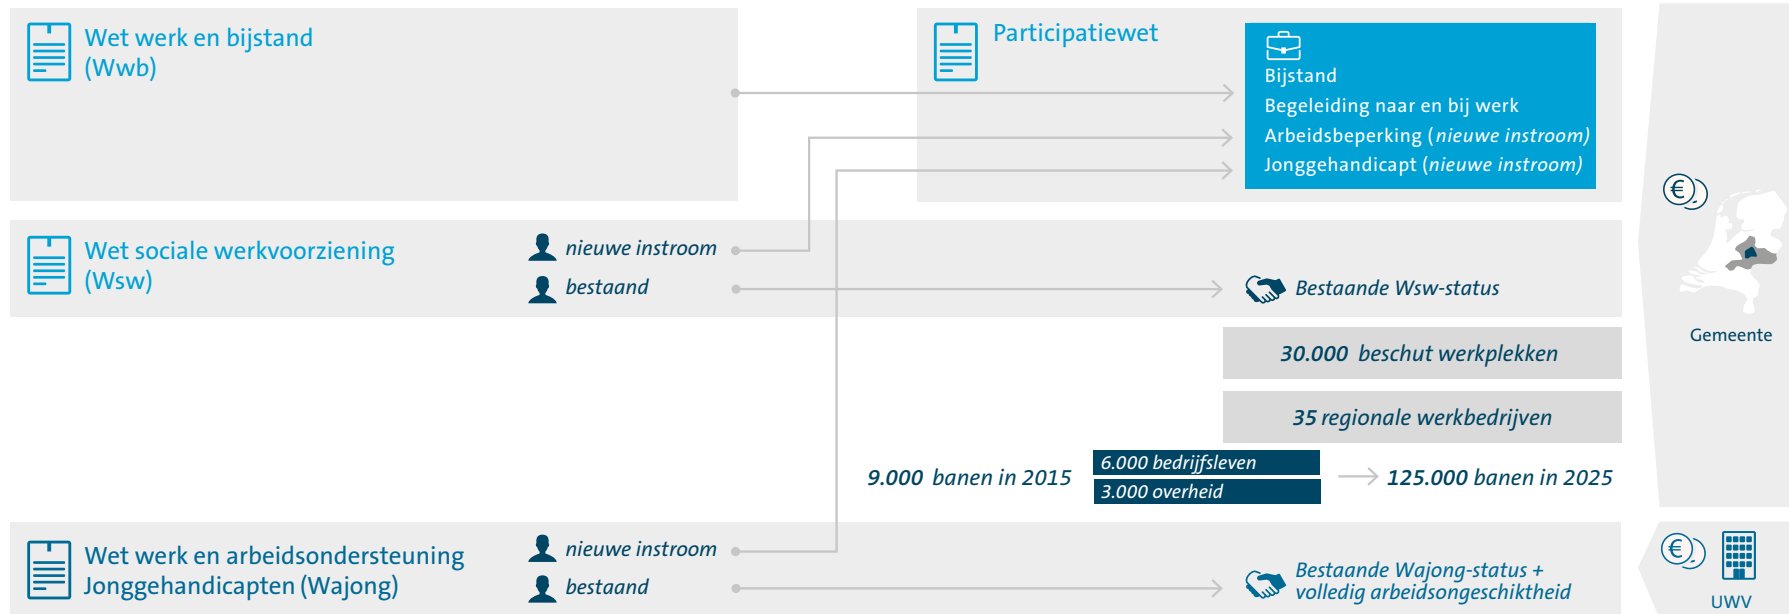 Wet werk en bijstand
(Wwb)
Participatiewet
Bijstand
Begeleiding naar en bij werk
Arbeidsbeperking (nieuwe instroom)
Jonggehandicapt (nieuwe instroom)
Wet sociale werkvoorziening
(Wsw)
nieuwe instroom
bestaand
Bestaande Wsw-status
€
Gemeente
30.000 beschut werkplekken
35 regionale werkbedrijven
9.000 banen in 2015
6.000 bedrijfsleven
3.000 overheid
125.000 banen in 2025
Wet werk en arbeidsondersteuning
Jonggehandicapten (Wajong)
nieuwe instroom
bestaand
Bestaande Wajong-status +
volledig arbeidsongeschiktheid
€
UWV